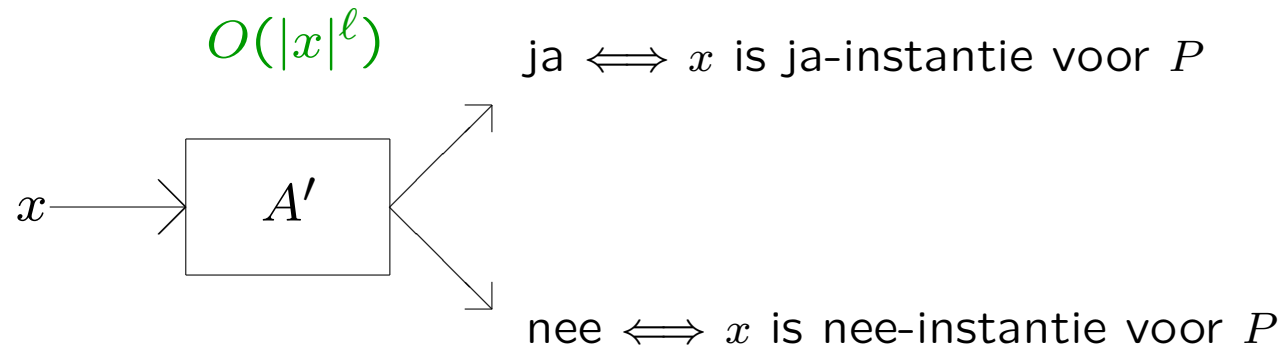 O(|x|^ℓ)
ja ⟺ x is ja-instantie voor P
x
A′
nee ⟺ x is nee-instantie voor P